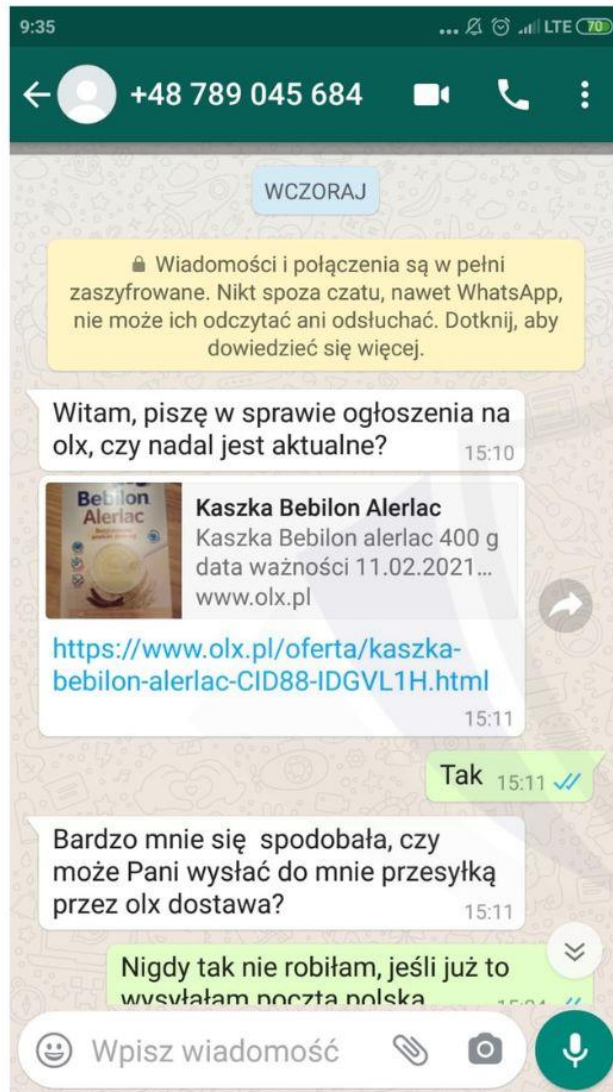 9:35 ... LTE 70
+48 789 045 684
WCZORAJ
Wiadomości i połączenia są w pełni
zaszyfrowane. Nikt spoza czatu, nawet WhatsApp,
nie może ich odczytać ani odsłuchać. Dotknij, aby
dowiedzieć się więcej.
Witam, piszę w sprawie ogłoszenia na
olx, czy nadal jest aktualne? 15:10
Bebilon
Alerlac
Kaszka Bebilon Alerlac
Kaszka Bebilon alerlac 400 g
data ważności 11.02.2021...
www.olx.pl
https://www.olx.pl/oferta/kaszka-
bebilon-alerlac-CID88-IDGVL1H.html
15:11
Tak 15:11
Bardzo mnie się spodobała, czy
może Pani wysłać do mnie przesyłką
przez olx dostawa? 15:11
Nigdy tak nie robiłam, jeśli już to
wysyłałam pocztą polską
Wpisz wiadomość